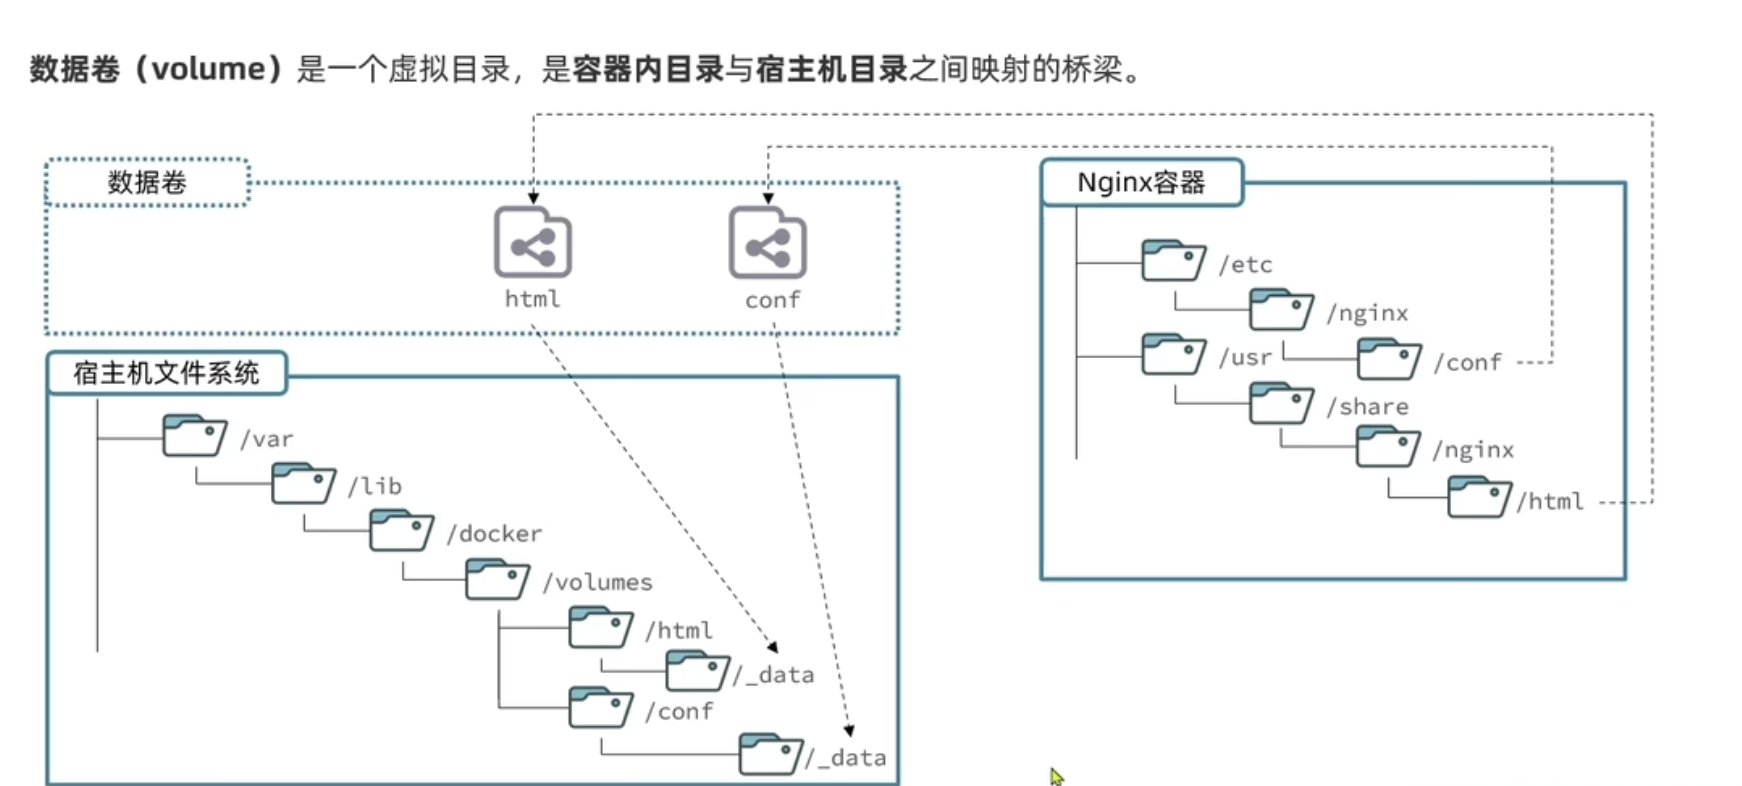 数据卷（volume）是一个虚拟目录，是容器内目录与宿主机目录之间映射的桥梁。
数据卷
html
conf
宿主机文件系统
/var
/lib
/docker
/volumes
/html
/_data
/conf
/_data
Nginx容器
/etc
/nginx
/conf
/usr
/share
/nginx
/html